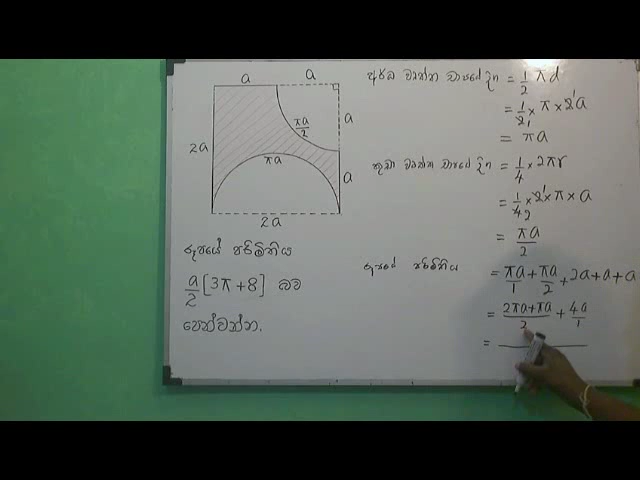 a a
2a
πa/2
a
πa
a
2a
රූපයේ පරිමිතිය
a/2 [3π+8] බව
පෙන්වන්න.
අර්ධ වෘත්ත චාපයේ දිග = 1/2 πd
= 1/2 × π × 2a
= πa
වෘත්ත චාපයේ දිග = 1/4 × 2πr
= 1/4 × 2 × π × a
= πa/2
රූපයේ පරිමිතිය
= πa/1 + πa/2 + 2a + a + a
= (2πa+πa)/2 + 4a/1
=